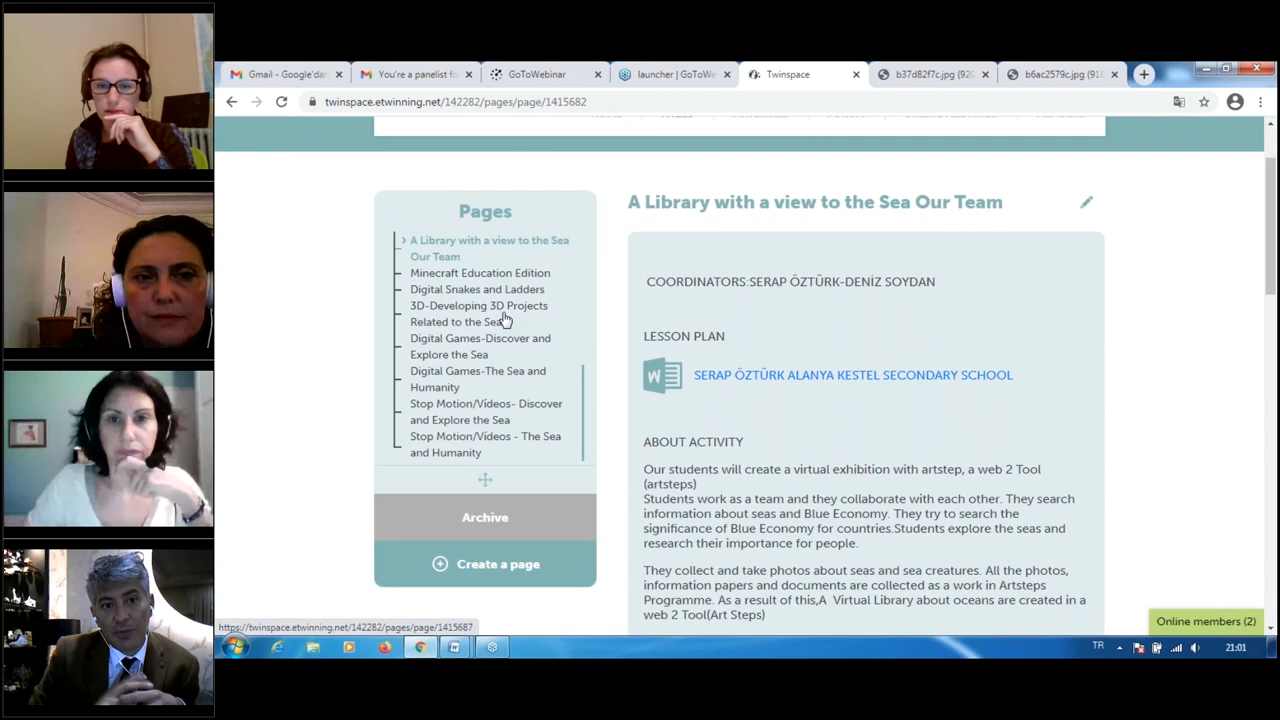 Gmail - Google'dan
You're a panelist fo
GoToWebinar
launcher | GoToWe
Twinspace
b37d82f7c.jpg (920
b6ac2579c.jpg (916
twinspace.etwinning.net/142282/pages/page/1415682
Pages
A Library with a view to the Sea
Our Team
Minecraft Education Edition
Digital Snakes and Ladders
3D-Developing 3D Projects
Related to the Sea
Digital Games-Discover and
Explore the Sea
Digital Games-The Sea and
Humanity
Stop Motion/Vídeos- Discover
and Explore the Sea
Stop Motion/Vídeos - The Sea
and Humanity
Archive
Create a page
A Library with a view to the Sea Our Team
COORDINATORS:SERAP ÖZTÜRK-DENİZ SOYDAN
LESSON PLAN
SERAP ÖZTÜRK ALANYA KESTEL SECONDARY SCHOOL
ABOUT ACTIVITY
Our students will create a virtual exhibition with artstep, a web 2 Tool
(artsteps)
Students work as a team and they collaborate with each other. They search
information about seas and Blue Economy. They try to search the
significance of Blue Economy for countries.Students explore the seas and
research their importance for people.
They collect and take photos about seas and sea creatures. All the photos,
information papers and documents are collected as a work in Artsteps
Programme. As a result of this,A Virtual Library about oceans are created in a
web 2 Tool(Art Steps)
Online members (2)
https://twinspace.etwinning.net/142282/pages/page/1415687
TR
21:01